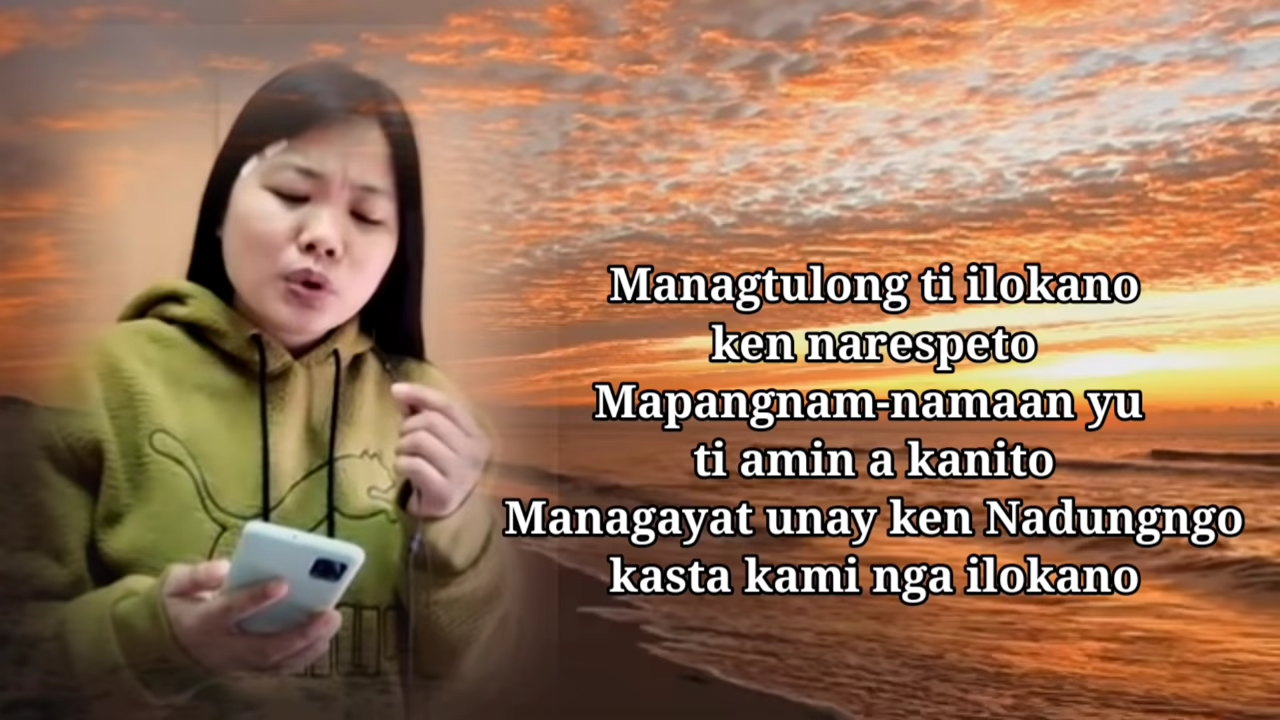 Managtulong ti ilokano
ken narespeto
Mapangnam-namaan yu
ti amin a kanito
Managayat unay ken Nadungngo
kasta kami nga ilokano